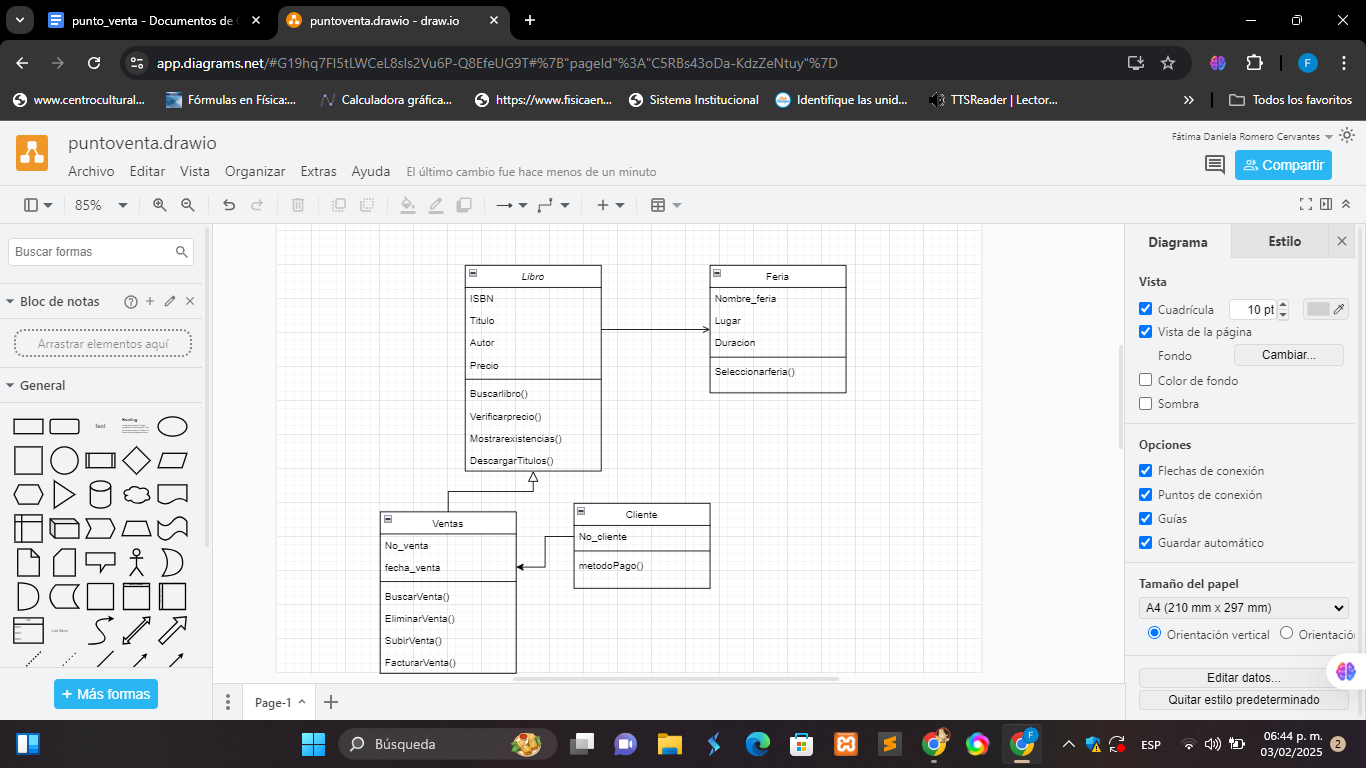 punto_venta - Documentos de
puntoventa.drawio - draw.io
app.diagrams.net/#G19hq7Fl5tLWCeL8sls2Vu6P-Q8EfeUG9T#%7B"pageId"%3A"C5RBs43oDa-KdzZeNtuy"%7D
F
www.centrocultural...
Fórmulas en Física:...
Calculadora gráfica...
https://www.fisicaen...
Sistema Institucional
Identifique las unid...
TTSReader | Lector...
Todos los favoritos
puntoventa.drawio
Fátima Daniela Romero Cervantes
Archivo Editar Vista Organizar Extras Ayuda El último cambio fue hace menos de un minuto
Compartir
85%
Buscar formas
Bloc de notas
Arrastrar elementos aquí
General
Text
Heading
Más formas
Libro
ISBN
Titulo
Autor
Precio
Buscarlibro()
Verificarprecio()
Mostrarexistencias()
DescargarTitulos()
Feria
Nombre_feria
Lugar
Duracion
Seleccionarferia()
Ventas
No_venta
fecha_venta
BuscarVenta()
EliminarVenta()
SubirVenta()
FacturarVenta()
Cliente
No_cliente
metodoPago()
Diagrama
Estilo
Vista
Cuadrícula
10 pt
Vista de la página
Fondo
Cambiar...
Color de fondo
Sombra
Opciones
Flechas de conexión
Puntos de conexión
Guías
Guardar automático
Tamaño del papel
A4 (210 mm x 297 mm)
Orientación vertical
Orientación
Editar datos...
Quitar estilo predeterminado
Page-1
Búsqueda
F
ESP
06:44 p. m.
03/02/2025
2